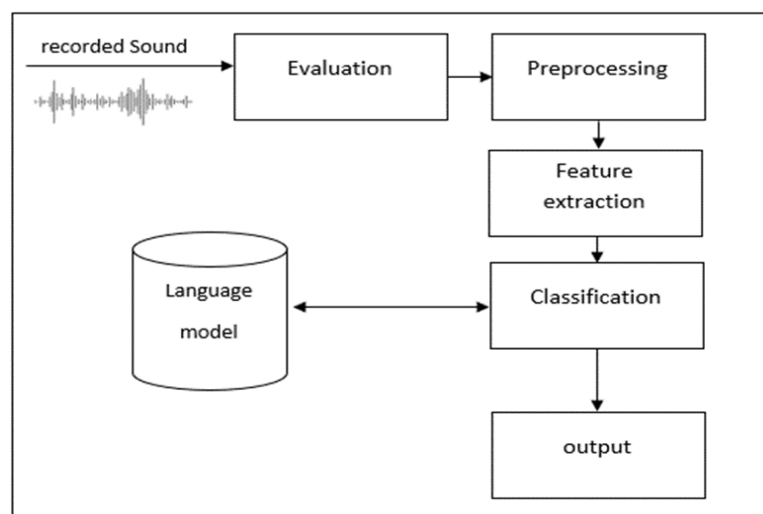 recorded Sound
Evaluation
Preprocessing
Feature
extraction
Language
model
Classification
output